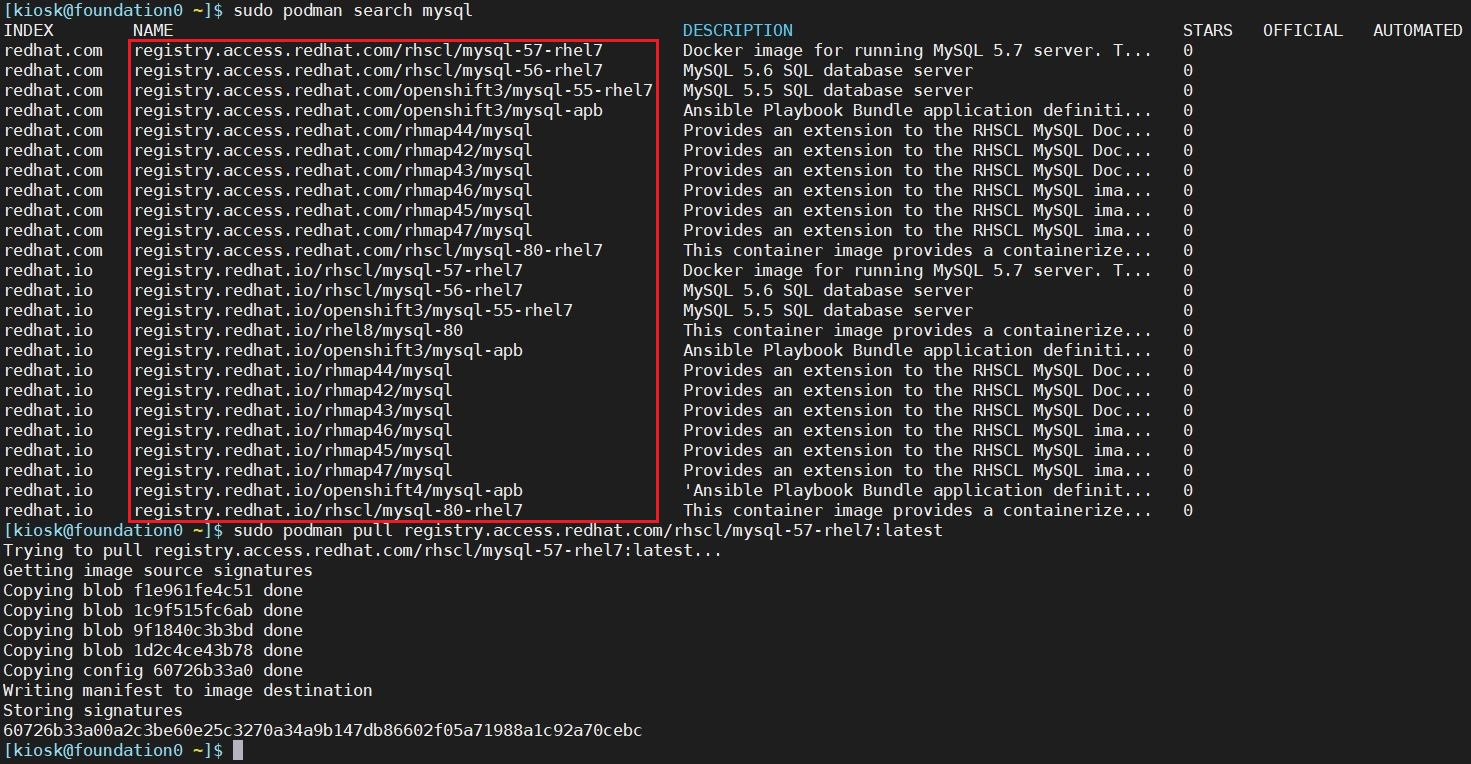 [kiosk@foundation0 ~]$ sudo podman search mysql
INDEX NAME DESCRIPTION STARS OFFICIAL AUTOMATED
redhat.com registry.access.redhat.com/rhscl/mysql-57-rhel7 Docker image for running MySQL 5.7 server. T... 0
redhat.com registry.access.redhat.com/rhscl/mysql-56-rhel7 MySQL 5.6 SQL database server 0
redhat.com registry.access.redhat.com/openshift3/mysql-55-rhel7 MySQL 5.5 SQL database server 0
redhat.com registry.access.redhat.com/openshift3/mysql-apb Ansible Playbook Bundle application definiti... 0
redhat.com registry.access.redhat.com/rhmap44/mysql Provides an extension to the RHSCL MySQL Doc... 0
redhat.com registry.access.redhat.com/rhmap42/mysql Provides an extension to the RHSCL MySQL Doc... 0
redhat.com registry.access.redhat.com/rhmap43/mysql Provides an extension to the RHSCL MySQL Doc... 0
redhat.com registry.access.redhat.com/rhmap46/mysql Provides an extension to the RHSCL MySQL ima... 0
redhat.com registry.access.redhat.com/rhmap45/mysql Provides an extension to the RHSCL MySQL ima... 0
redhat.com registry.access.redhat.com/rhmap47/mysql Provides an extension to the RHSCL MySQL ima... 0
redhat.com registry.access.redhat.com/rhscl/mysql-80-rhel7 This container image provides a containerize... 0
redhat.io registry.redhat.io/rhscl/mysql-57-rhel7 Docker image for running MySQL 5.7 server. T... 0
redhat.io registry.redhat.io/rhscl/mysql-56-rhel7 MySQL 5.6 SQL database server 0
redhat.io registry.redhat.io/openshift3/mysql-55-rhel7 MySQL 5.5 SQL database server 0
redhat.io registry.redhat.io/rhel8/mysql-80 This container image provides a containerize... 0
redhat.io registry.redhat.io/openshift3/mysql-apb Ansible Playbook Bundle application definiti... 0
redhat.io registry.redhat.io/rhmap44/mysql Provides an extension to the RHSCL MySQL Doc... 0
redhat.io registry.redhat.io/rhmap42/mysql Provides an extension to the RHSCL MySQL Doc... 0
redhat.io registry.redhat.io/rhmap43/mysql Provides an extension to the RHSCL MySQL Doc... 0
redhat.io registry.redhat.io/rhmap46/mysql Provides an extension to the RHSCL MySQL ima... 0
redhat.io registry.redhat.io/rhmap45/mysql Provides an extension to the RHSCL MySQL ima... 0
redhat.io registry.redhat.io/rhmap47/mysql Provides an extension to the RHSCL MySQL ima... 0
redhat.io registry.redhat.io/openshift4/mysql-apb 'Ansible Playbook Bundle application definit... 0
redhat.io registry.redhat.io/rhscl/mysql-80-rhel7 This container image provides a containerize... 0
[kiosk@foundation0 ~]$ sudo podman pull registry.access.redhat.com/rhscl/mysql-57-rhel7:latest
Trying to pull registry.access.redhat.com/rhscl/mysql-57-rhel7:latest...
Getting image source signatures
Copying blob f1e961fe4c51 done
Copying blob 1c9f515fc6ab done
Copying blob 9f1840c3b3bd done
Copying blob 1d2c4ce43b78 done
Copying config 60726b33a0 done
Writing manifest to image destination
Storing signatures
60726b33a00a2c3be60e25c3270a34a9b147db86602f05a71988a1c92a70cebc
[kiosk@foundation0 ~]$